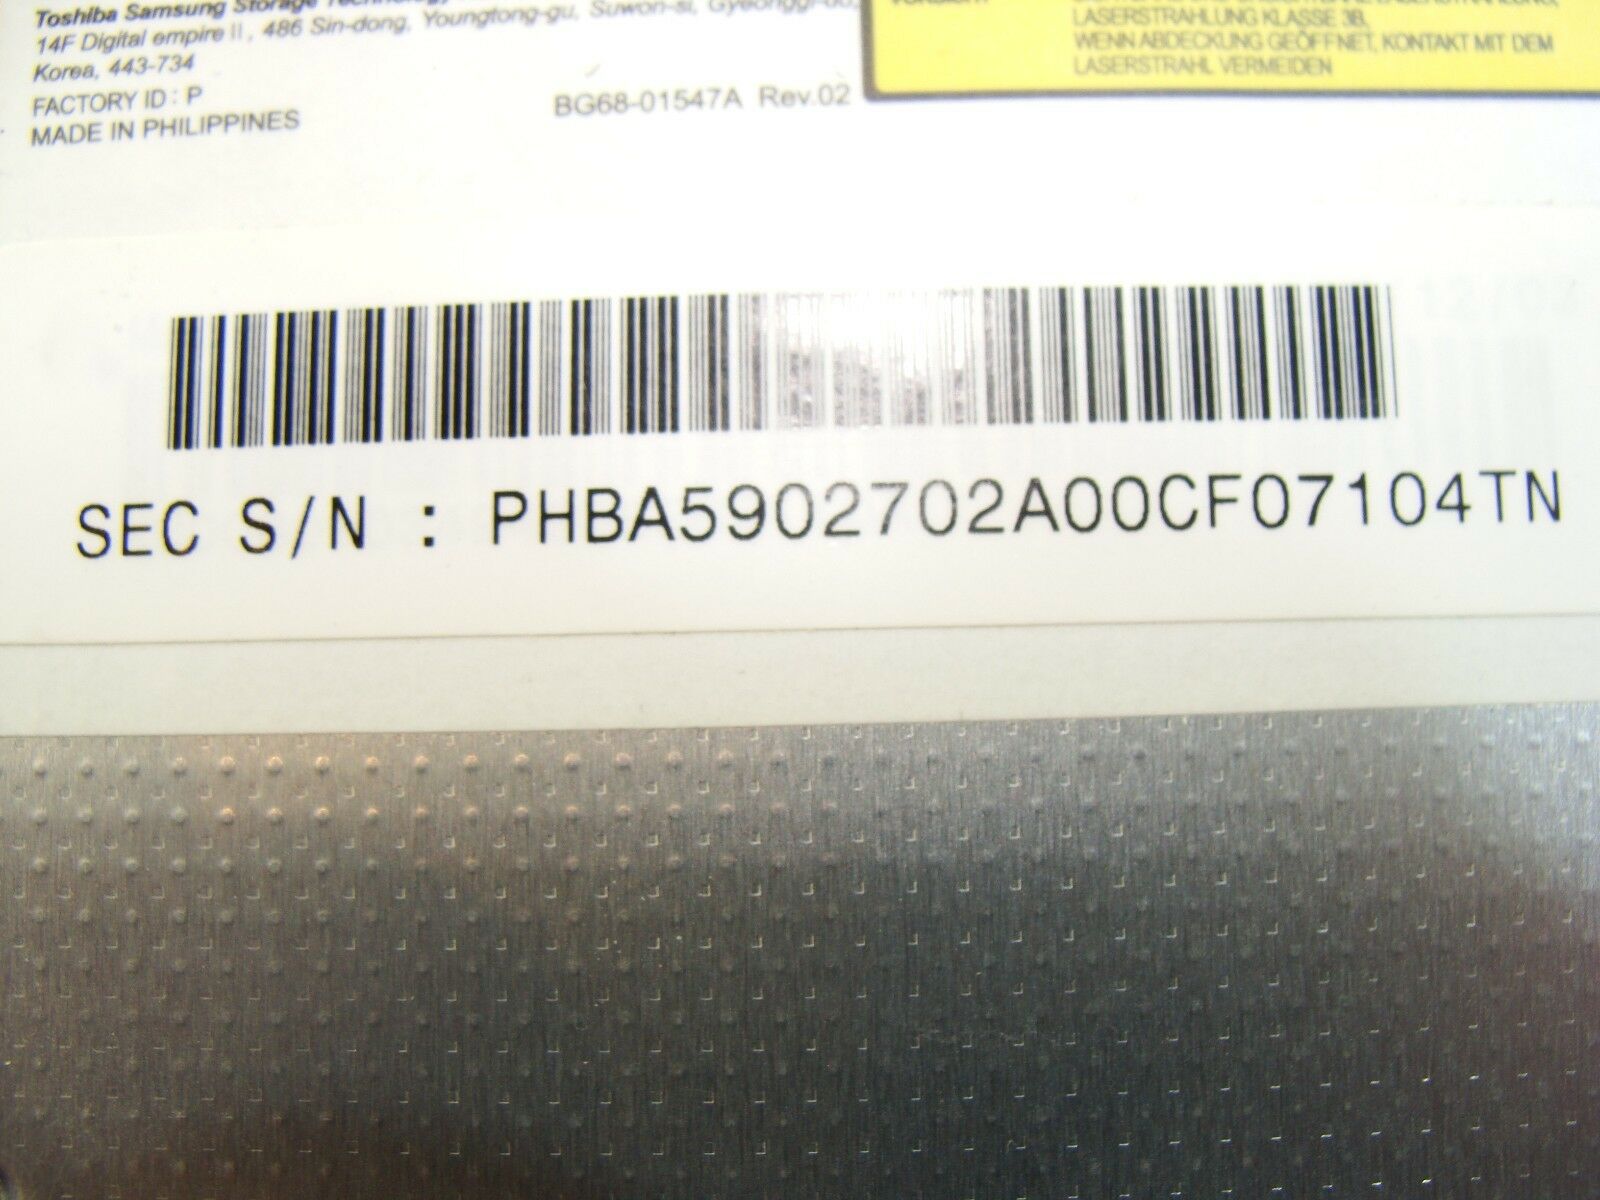 Toshiba Samsung Storage Technology
14F Digital empire II, 486 Sin-dong, Youngtong-gu, Suwon-si, Gyeonggi-do,
Korea, 443-734
FACTORY ID : P
MADE IN PHILIPPINES
BG68-01547A Rev.02
LASERSTRAHLUNG KLASSE 3B.
WENN ABDECKUNG GEÖFFNET, KONTAKT MIT DEM
LASERSTRAHL VERMEIDEN
SEC S/N : PHBA5902702A00CF07104TN